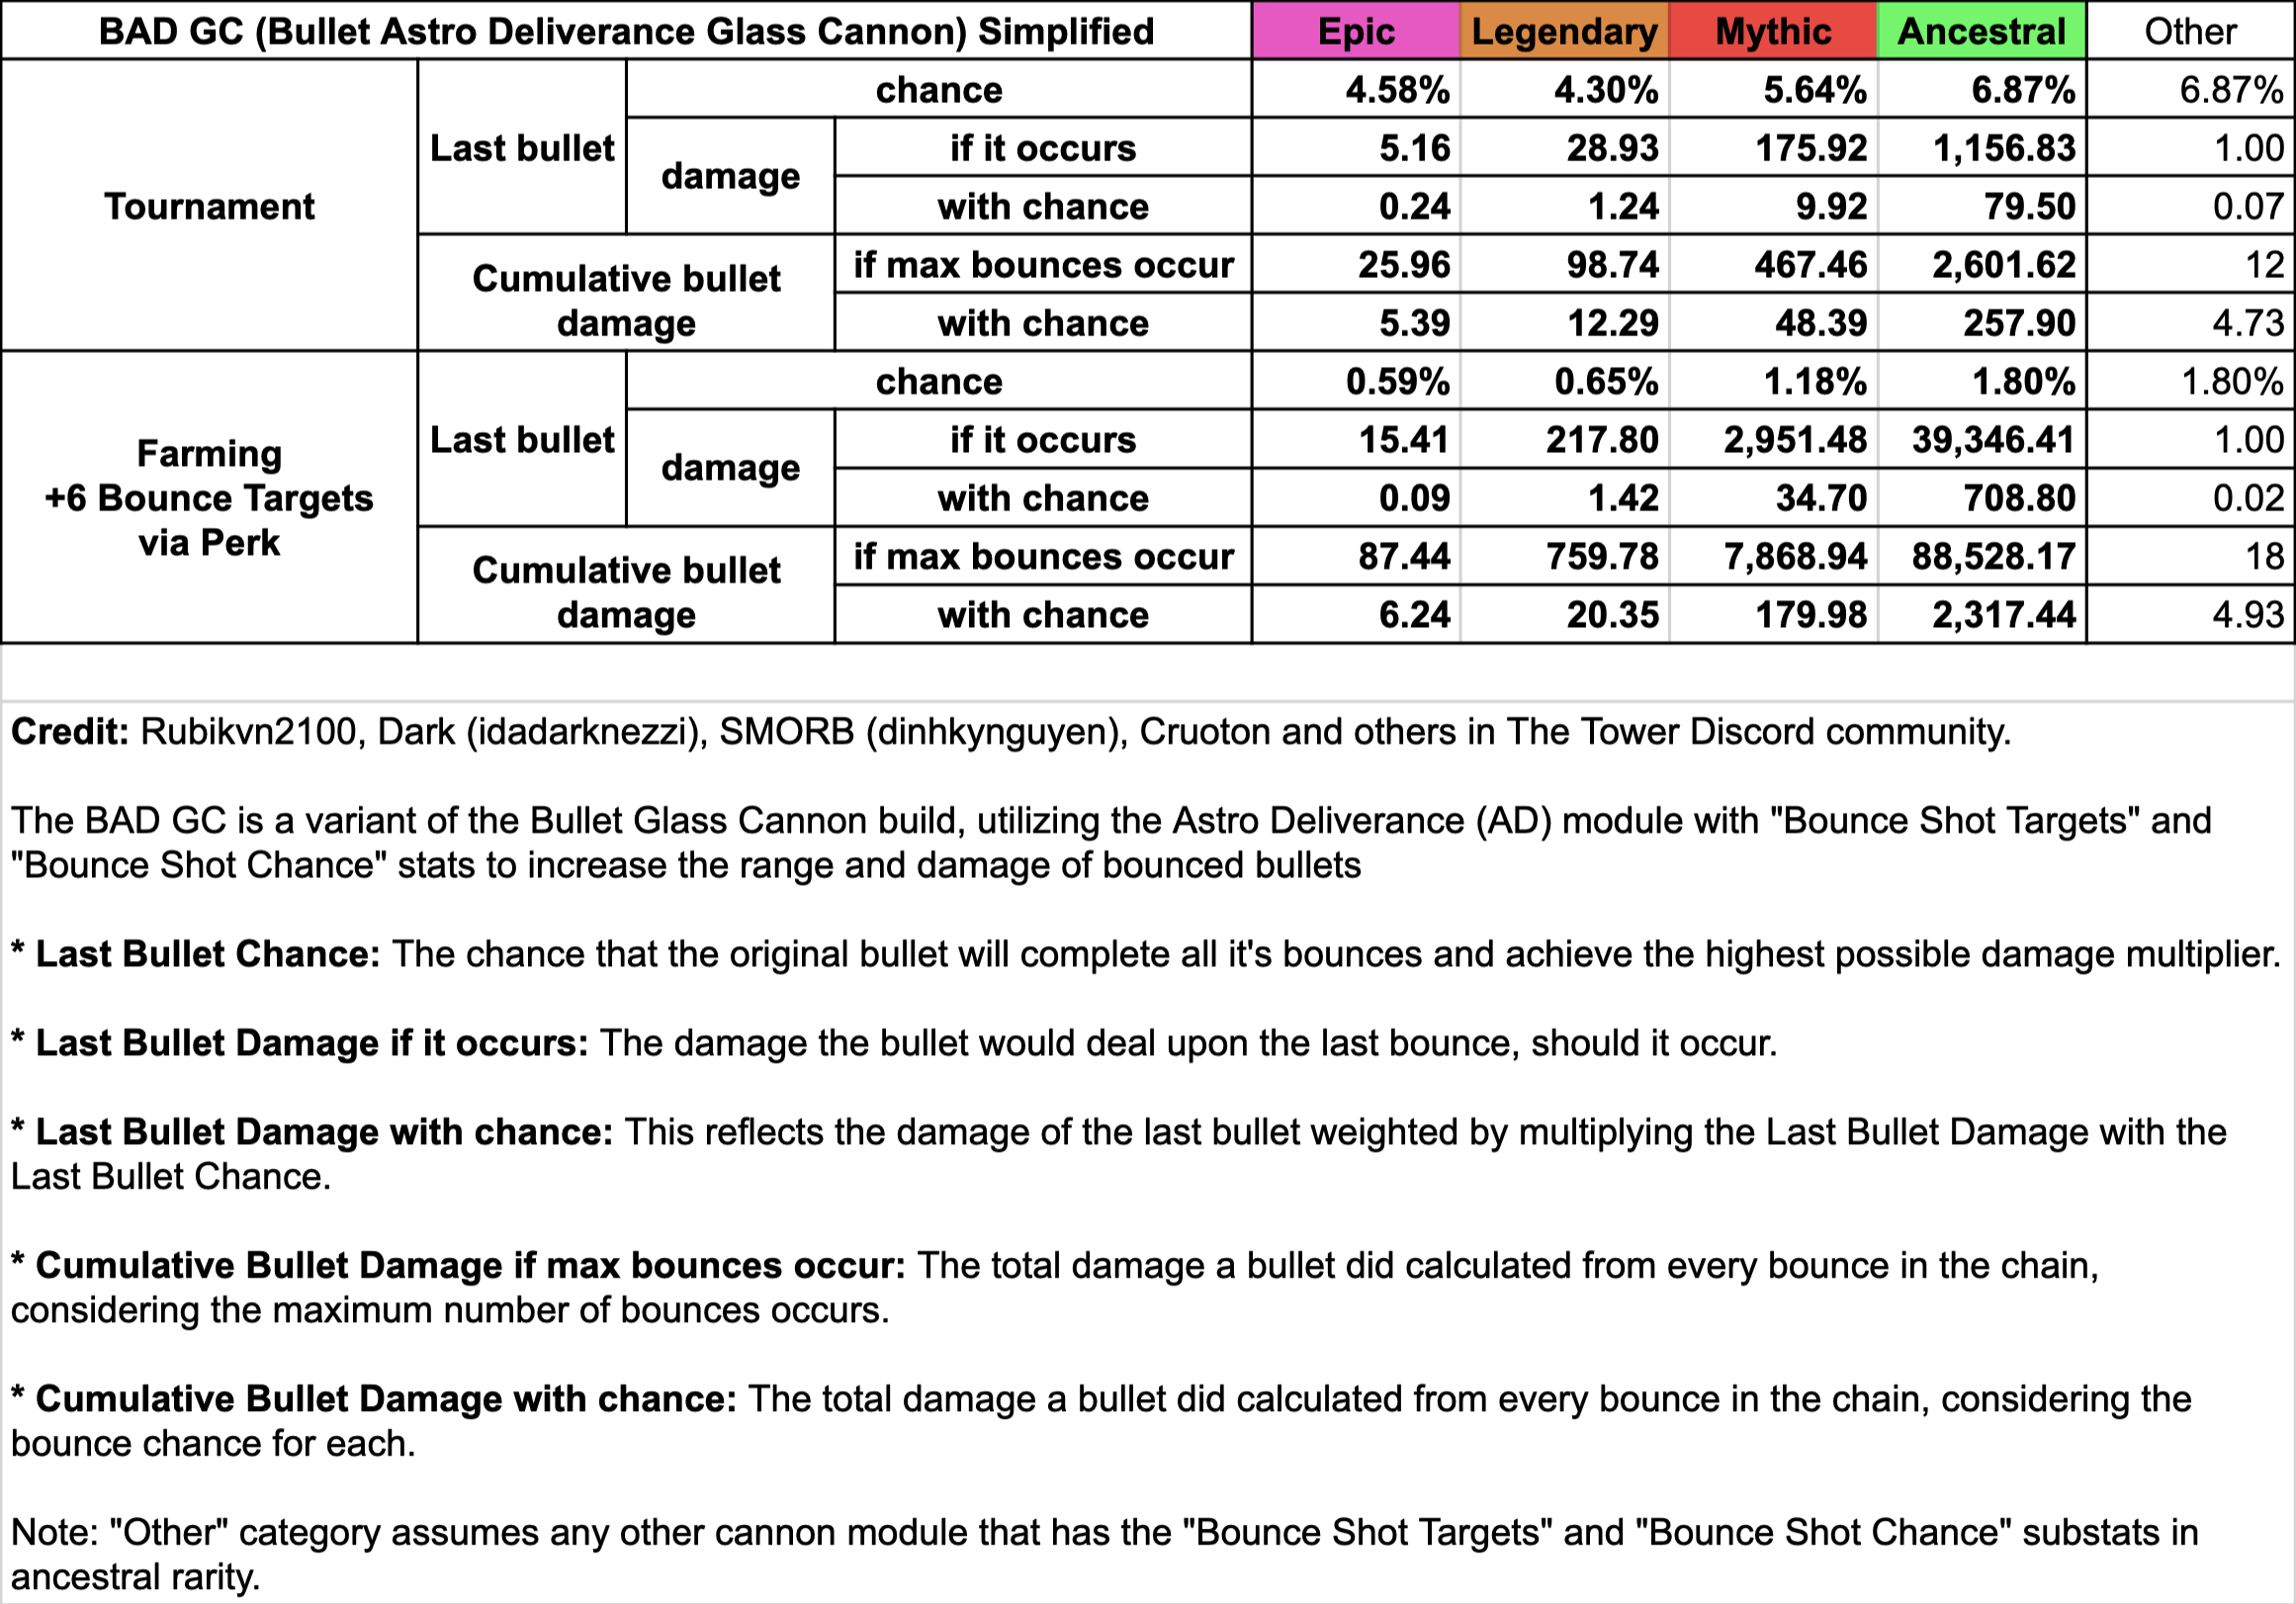 BAD GC (Bullet Astro Deliverance Glass Cannon) Simplified Epic Legendary Mythic Ancestral Other
Tournament Last bullet chance 4.58% 4.30% 5.64% 6.87% 6.87%
damage if it occurs 5.16 28.93 175.92 1,156.83 1.00
with chance 0.24 1.24 9.92 79.50 0.07
Cumulative bullet damage if max bounces occur 25.96 98.74 467.46 2,601.62 12
with chance 5.39 12.29 48.39 257.90 4.73
Farming +6 Bounce Targets via Perk Last bullet chance 0.59% 0.65% 1.18% 1.80% 1.80%
damage if it occurs 15.41 217.80 2,951.48 39,346.41 1.00
with chance 0.09 1.42 34.70 708.80 0.02
Cumulative bullet damage if max bounces occur 87.44 759.78 7,868.94 88,528.17 18
with chance 6.24 20.35 179.98 2,317.44 4.93
Credit: Rubikvn2100, Dark (idadarknezzi), SMORB (dinhkynguyen), Cruoton and others in The Tower Discord community.
The BAD GC is a variant of the Bullet Glass Cannon build, utilizing the Astro Deliverance (AD) module with "Bounce Shot Targets" and
"Bounce Shot Chance" stats to increase the range and damage of bounced bullets
* Last Bullet Chance: The chance that the original bullet will complete all it's bounces and achieve the highest possible damage multiplier.
* Last Bullet Damage if it occurs: The damage the bullet would deal upon the last bounce, should it occur.
* Last Bullet Damage with chance: This reflects the damage of the last bullet weighted by multiplying the Last Bullet Damage with the
Last Bullet Chance.
* Cumulative Bullet Damage if max bounces occur: The total damage a bullet did calculated from every bounce in the chain,
considering the maximum number of bounces occurs.
* Cumulative Bullet Damage with chance: The total damage a bullet did calculated from every bounce in the chain, considering the
bounce chance for each.
Note: "Other" category assumes any other cannon module that has the "Bounce Shot Targets" and "Bounce Shot Chance" substats in
ancestral rarity.